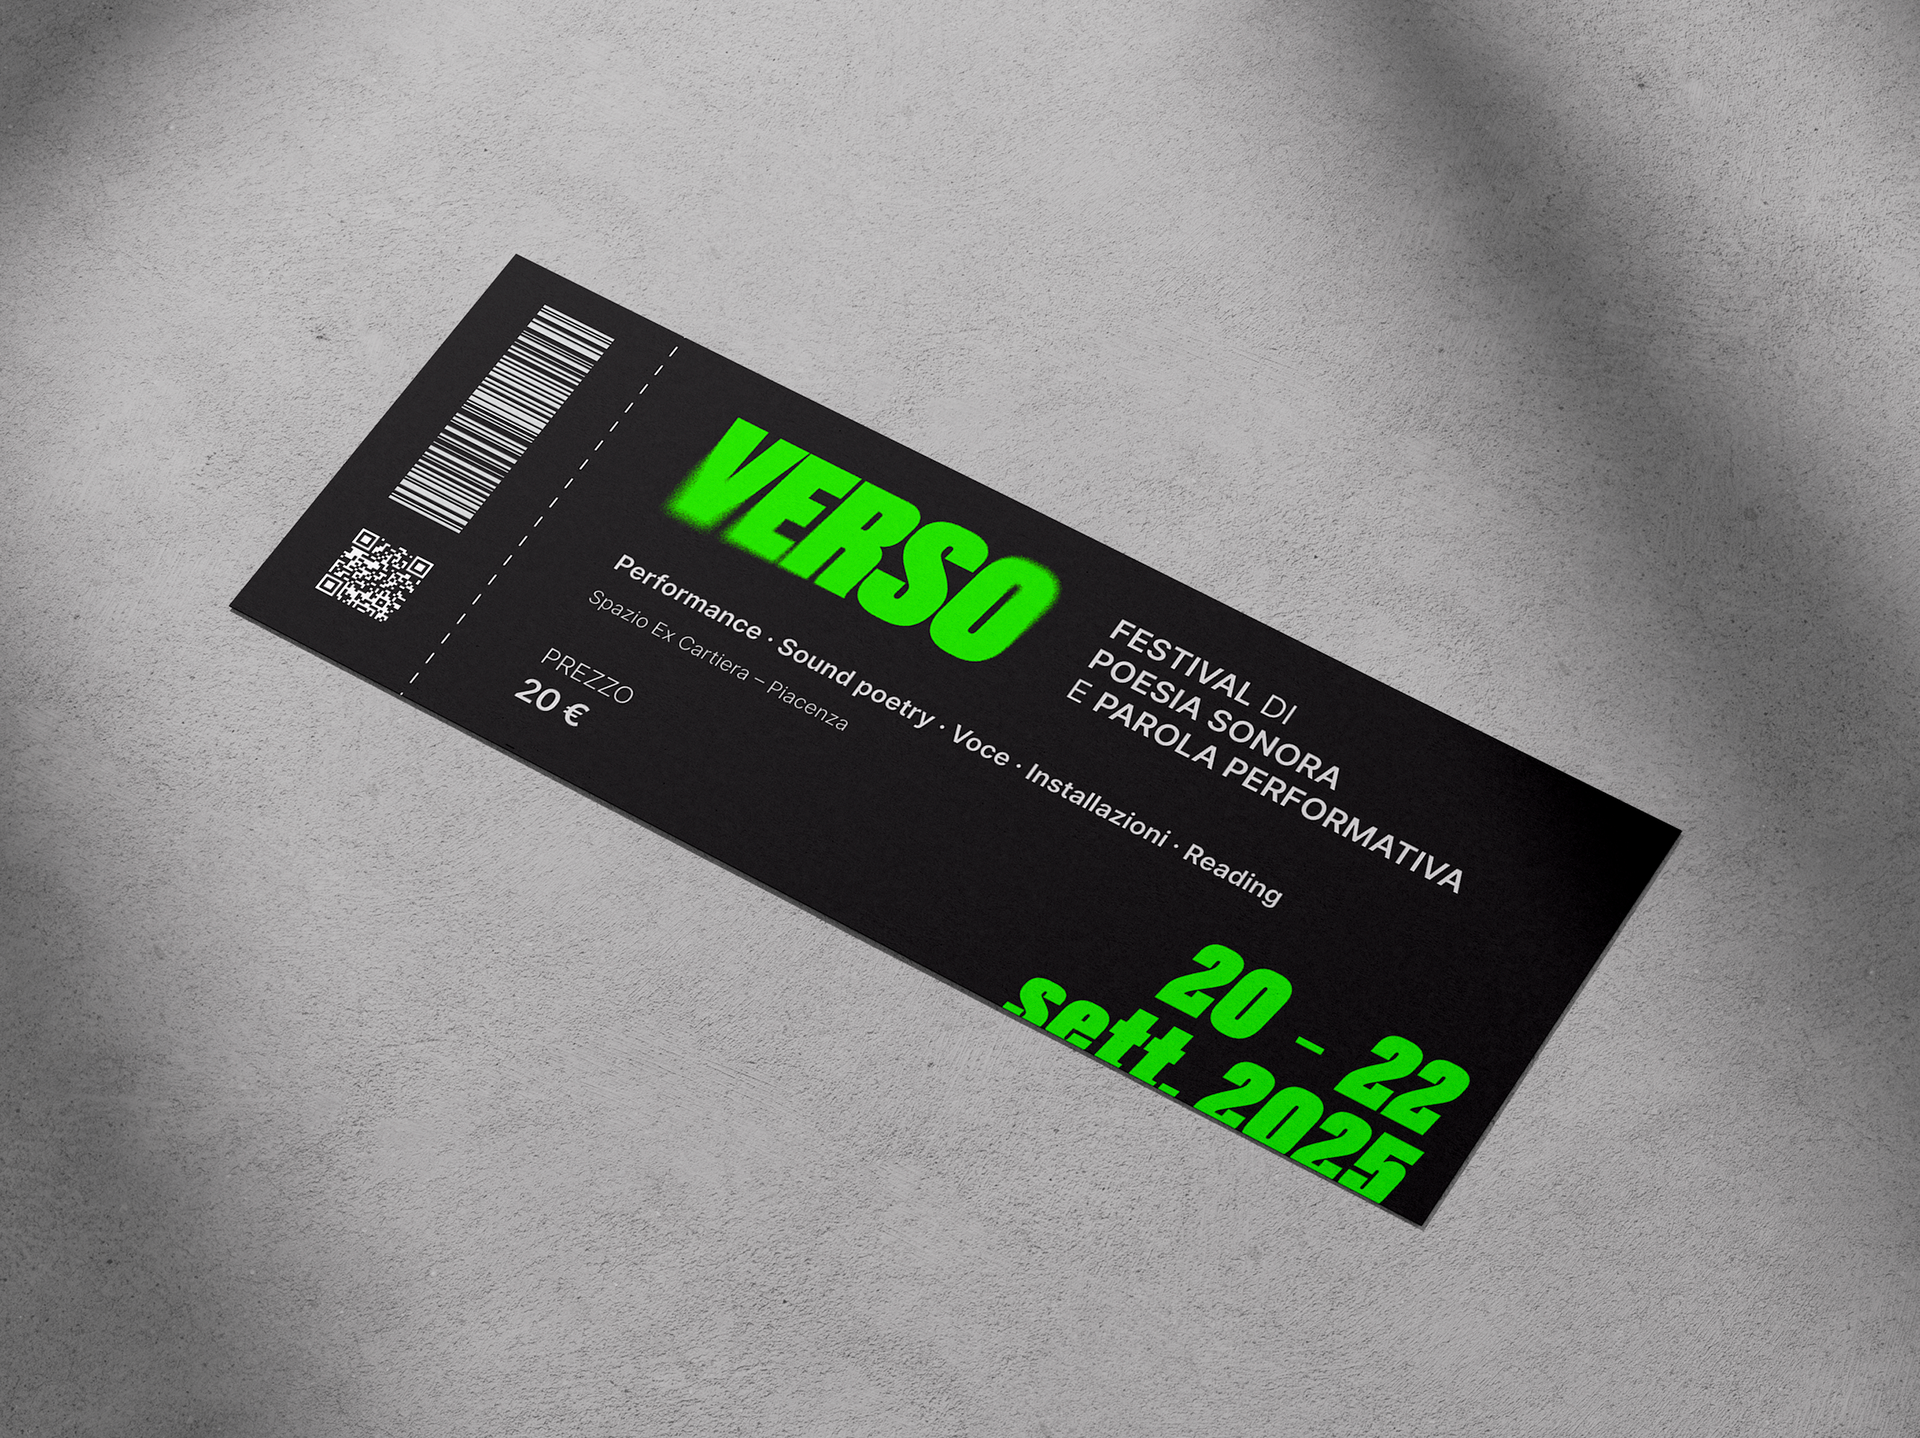 VERSO
FESTIVAL DI
POESIA SONORA
E PAROLA PERFORMATIVA
Performance · Sound poetry · Voce · Installazioni · Reading
Spazio Ex Cartiera – Piacenza
PREZZO
20 €
20 – 22
sett. 2025